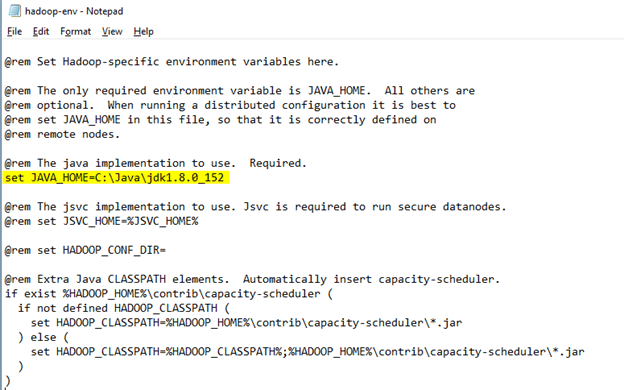 hadoop-env - Notepad
File Edit Format View Help
@rem Set Hadoop-specific environment variables here.
@rem The only required environment variable is JAVA_HOME.  All others are
@rem optional.  When running a distributed configuration it is best to
@rem set JAVA_HOME in this file, so that it is correctly defined on
@rem remote nodes.
@rem The java implementation to use.  Required.
set JAVA_HOME=C:\Java\jdk1.8.0_152
@rem The jsvc implementation to use. Jsvc is required to run secure datanodes.
@rem set JSVC_HOME=%JSVC_HOME%
@rem set HADOOP_CONF_DIR=
@rem Extra Java CLASSPATH elements.  Automatically insert capacity-scheduler.
if exist %HADOOP_HOME%\contrib\capacity-scheduler (
  if not defined HADOOP_CLASSPATH (
    set HADOOP_CLASSPATH=%HADOOP_HOME%\contrib\capacity-scheduler\*.jar
  ) else (
    set HADOOP_CLASSPATH=%HADOOP_CLASSPATH%;%HADOOP_HOME%\contrib\capacity-scheduler\*.jar
  )
)